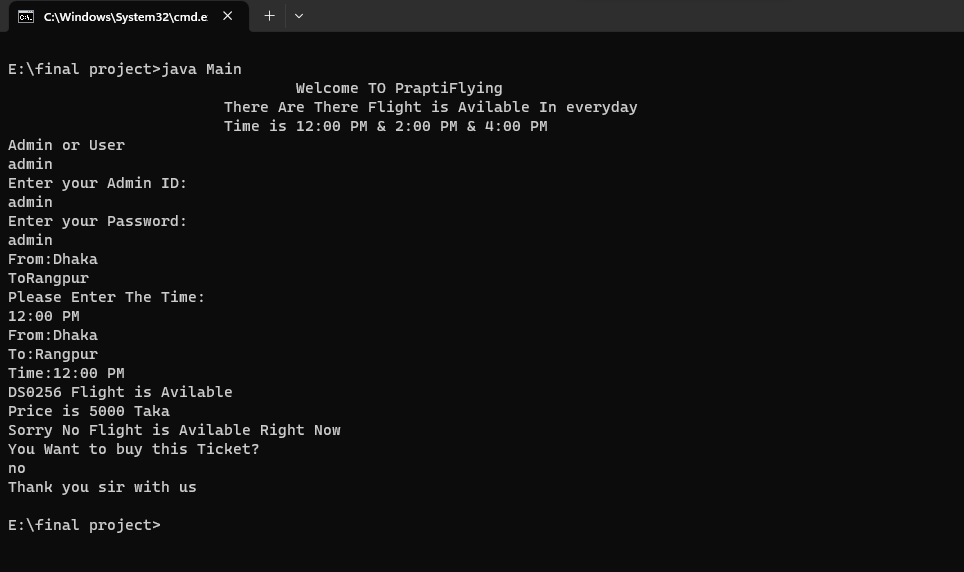 C:\Windows\System32\cmd.e
E:\final project>java Main
Welcome TO PraptiFlying
There Are There Flight is Avilable In everyday
Time is 12:00 PM & 2:00 PM & 4:00 PM
Admin or User
admin
Enter your Admin ID:
admin
Enter your Password:
admin
From:Dhaka
ToRangpur
Please Enter The Time:
12:00 PM
From:Dhaka
To:Rangpur
Time:12:00 PM
DS0256 Flight is Avilable
Price is 5000 Taka
Sorry No Flight is Avilable Right Now
You Want to buy this Ticket?
no
Thank you sir with us
E:\final project>